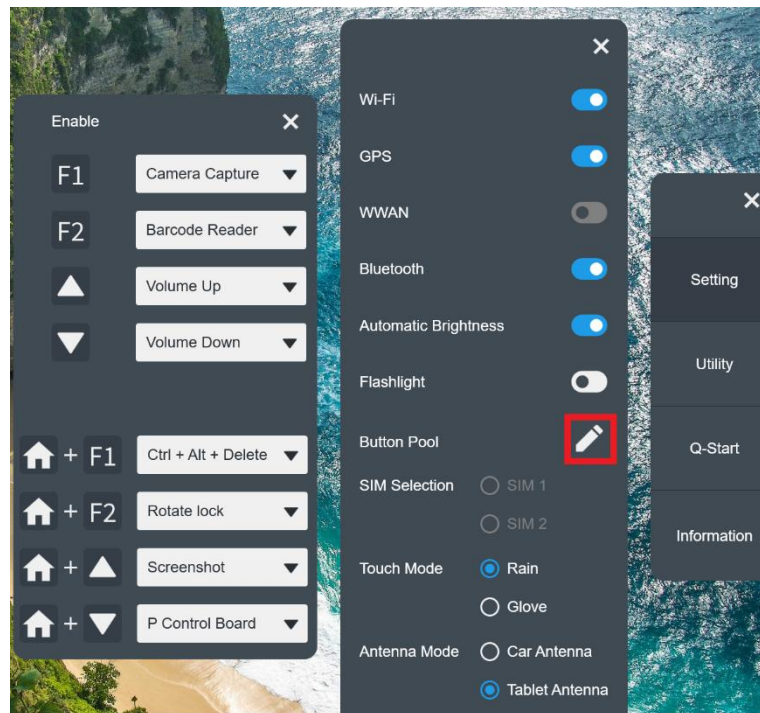 Enable
F1 Camera Capture
F2 Barcode Reader
Volume Up
Volume Down
+ F1 Ctrl + Alt + Delete
+ F2 Rotate lock
+ Screenshot
+ P Control Board
Wi-Fi
GPS
WWAN
Bluetooth
Automatic Brightness
Flashlight
Button Pool
SIM Selection SIM 1
SIM 2
Touch Mode Rain
Glove
Antenna Mode Car Antenna
Tablet Antenna
Setting
Utility
Q-Start
Information